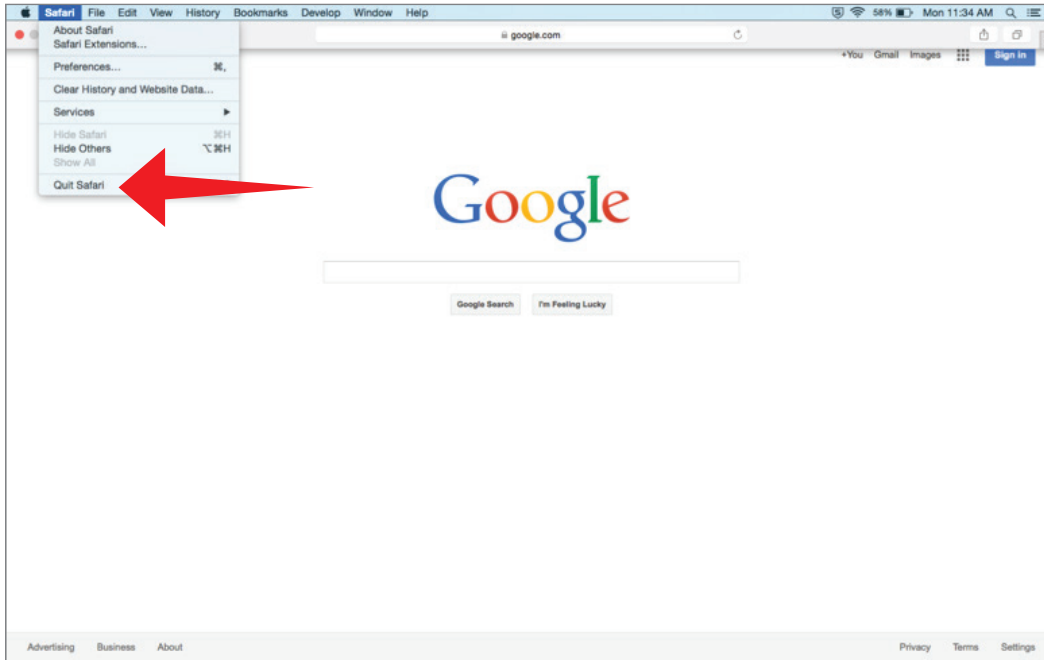 Safari File Edit View History Bookmarks Develop Window Help 58% Mon 11:34 AM
google.com
About Safari
Safari Extensions...
Preferences... ⌘,
Clear History and Website Data...
Services
Hide Safari ⌘H
Hide Others ⌥⌘H
Show All
Quit Safari
+You Gmail Images Sign in
Google
Google Search I'm Feeling Lucky
Advertising Business About Privacy Terms Settings